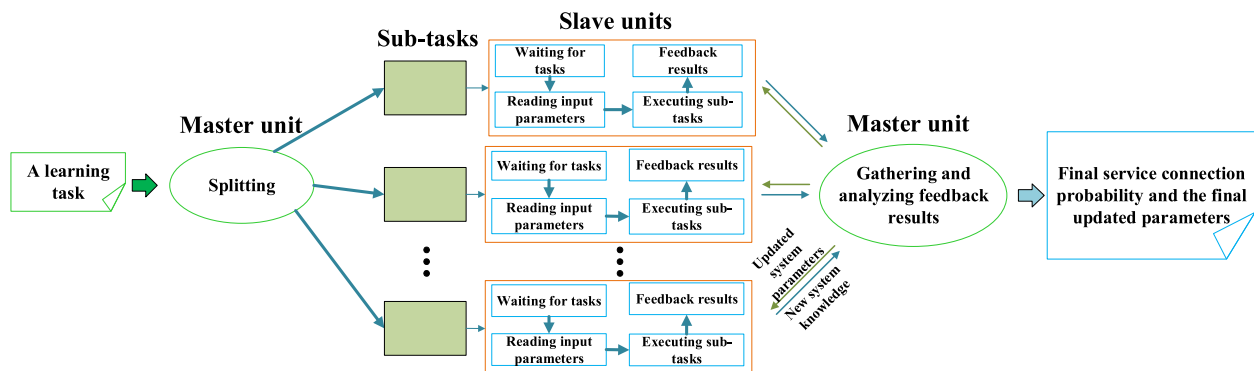 Sub-tasks
Slave units
Waiting for
tasks
Feedback
results
Reading input
parameters
Executing sub-
tasks
Master unit
Splitting
A learning
task
Waiting for tasks
Feedback results
Reading input
parameters
Executing sub-
tasks
Waiting for tasks
Feedback results
Reading input
parameters
Executing sub-
tasks
Updated
system
parameters
New system
knowledge
Master unit
Gathering and
analyzing feedback
results
Final service connection
probability and the final
updated parameters